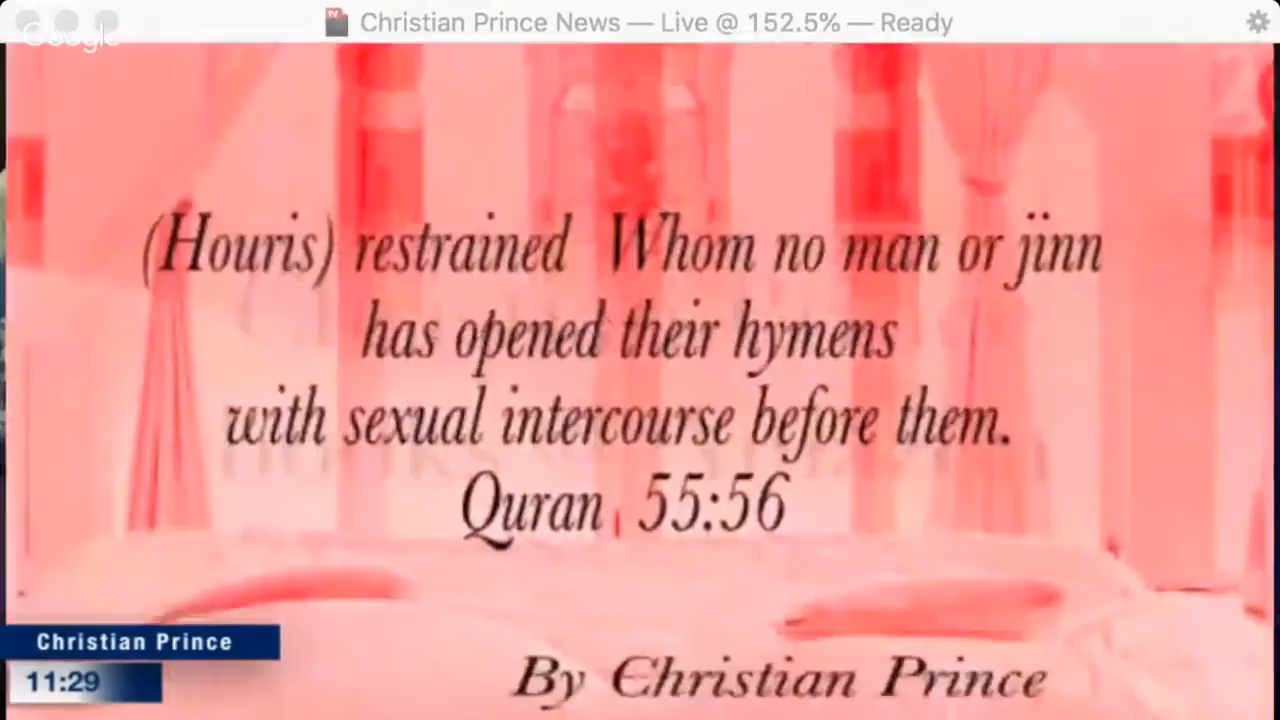 Christian Prince News — Live @ 152.5% — Ready
Google
(Houris) restrained Whom no man or jinn
has opened their hymens
with sexual intercourse before them.
Quran 55:56
Christian Prince
11:29
By Christian Prince